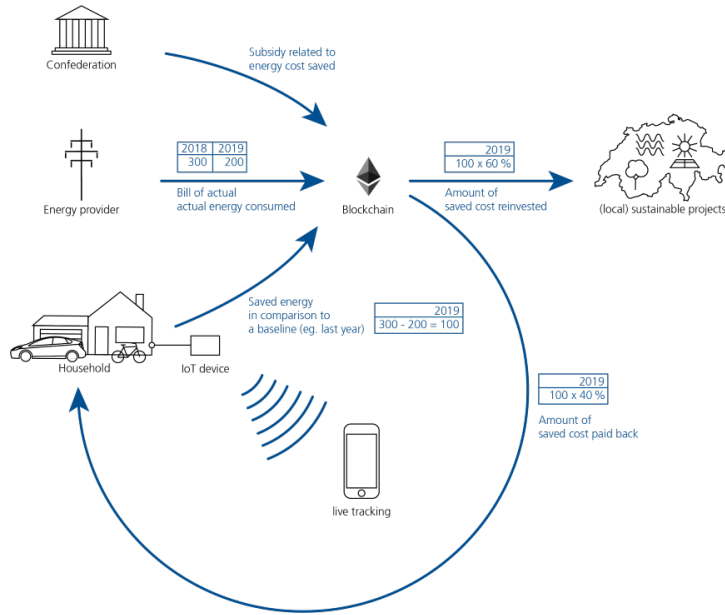 Confederation
Subsidy related to
energy cost saved
2018 2019
300 200
Energy provider
Bill of actual
actual energy consumed
Blockchain
2019
100 x 60 %
Amount of
saved cost reinvested
(local) sustainable projects
Saved energy
in comparison to
a baseline (eg. last year)
2019
300 - 200 = 100
Household
IoT device
2019
100 x 40 %
Amount of
saved cost paid back
live tracking